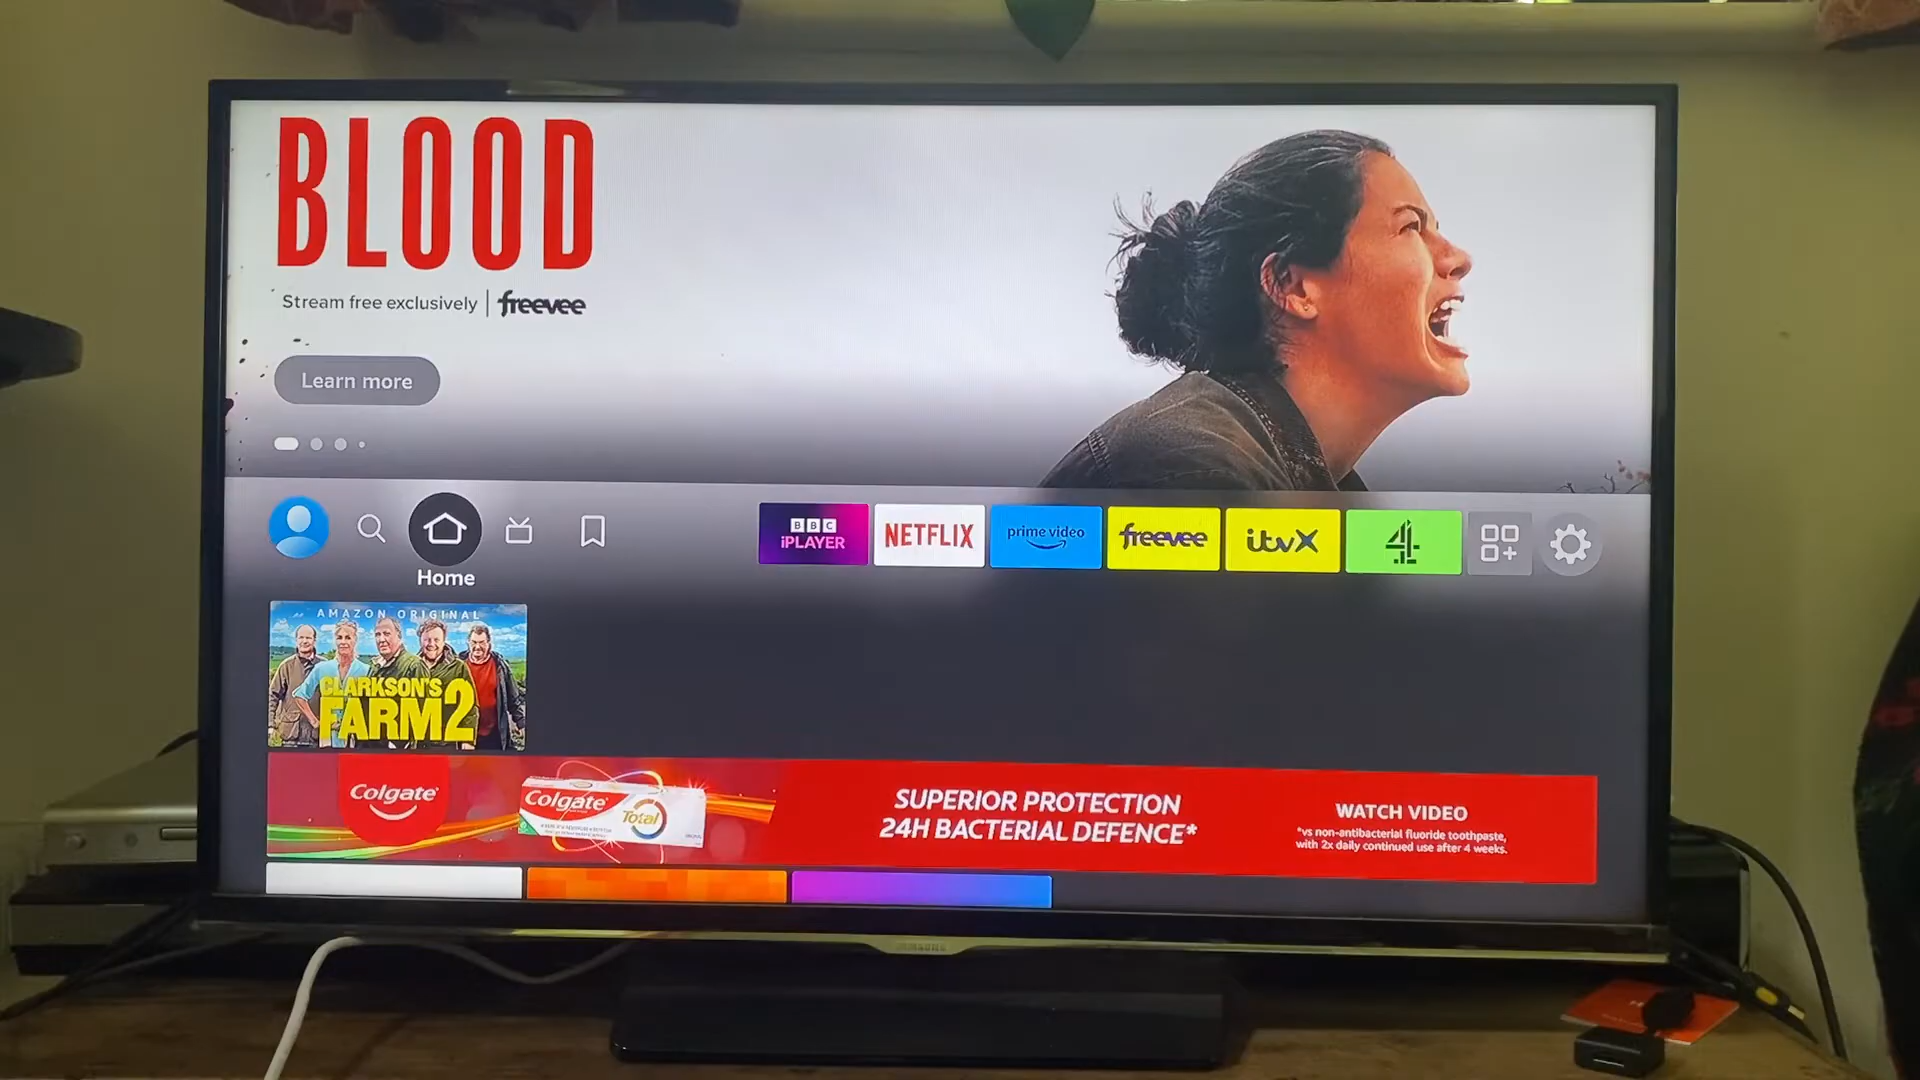 BLOOD
Stream free exclusively | freevee
Learn more
BBC
iPLAYER
NETFLIX
prime video
freevee
itvX
4
Home
AMAZON ORIGINAL
CLARKSON'S
FARM 2
Colgate
Colgate
Total
SUPERIOR PROTECTION
24H BACTERIAL DEFENCE*
WATCH VIDEO
*vs non-antibacterial fluoride toothpaste,
with 2x daily continued use after 4 weeks.
SAMSUNG